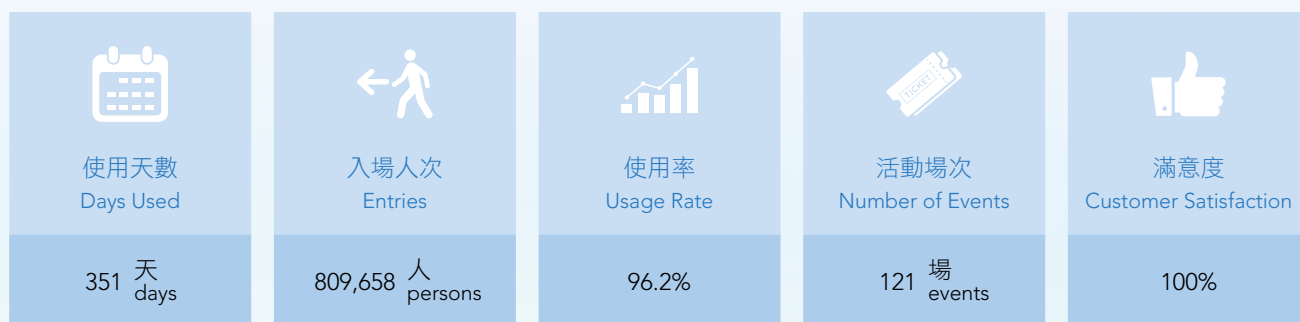 使用天數
Days Used
351 天
days
入場人次
Entries
809,658 人
persons
使用率
Usage Rate
96.2%
TICKET
活動場次
Number of Events
121 場
events
滿意度
Customer Satisfaction
100%